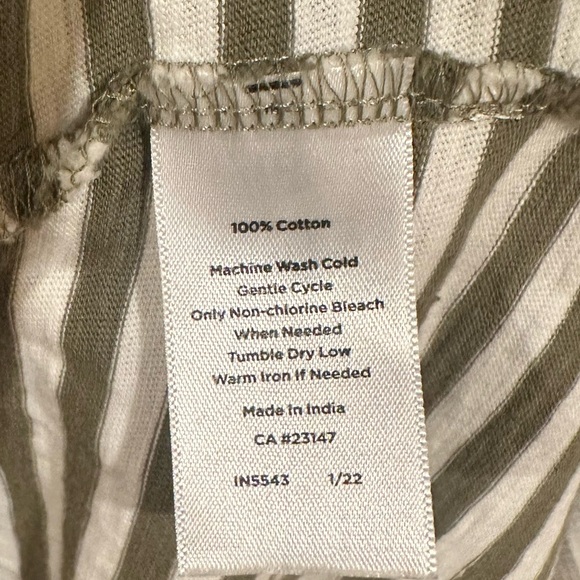 100% Cotton
Machine Wash Cold
Gentle Cycle
Only Non-chlorine Bleach
When Needed
Tumble Dry Low
Warm Iron If Needed
Made in India
CA #23147
IN5543 1/22